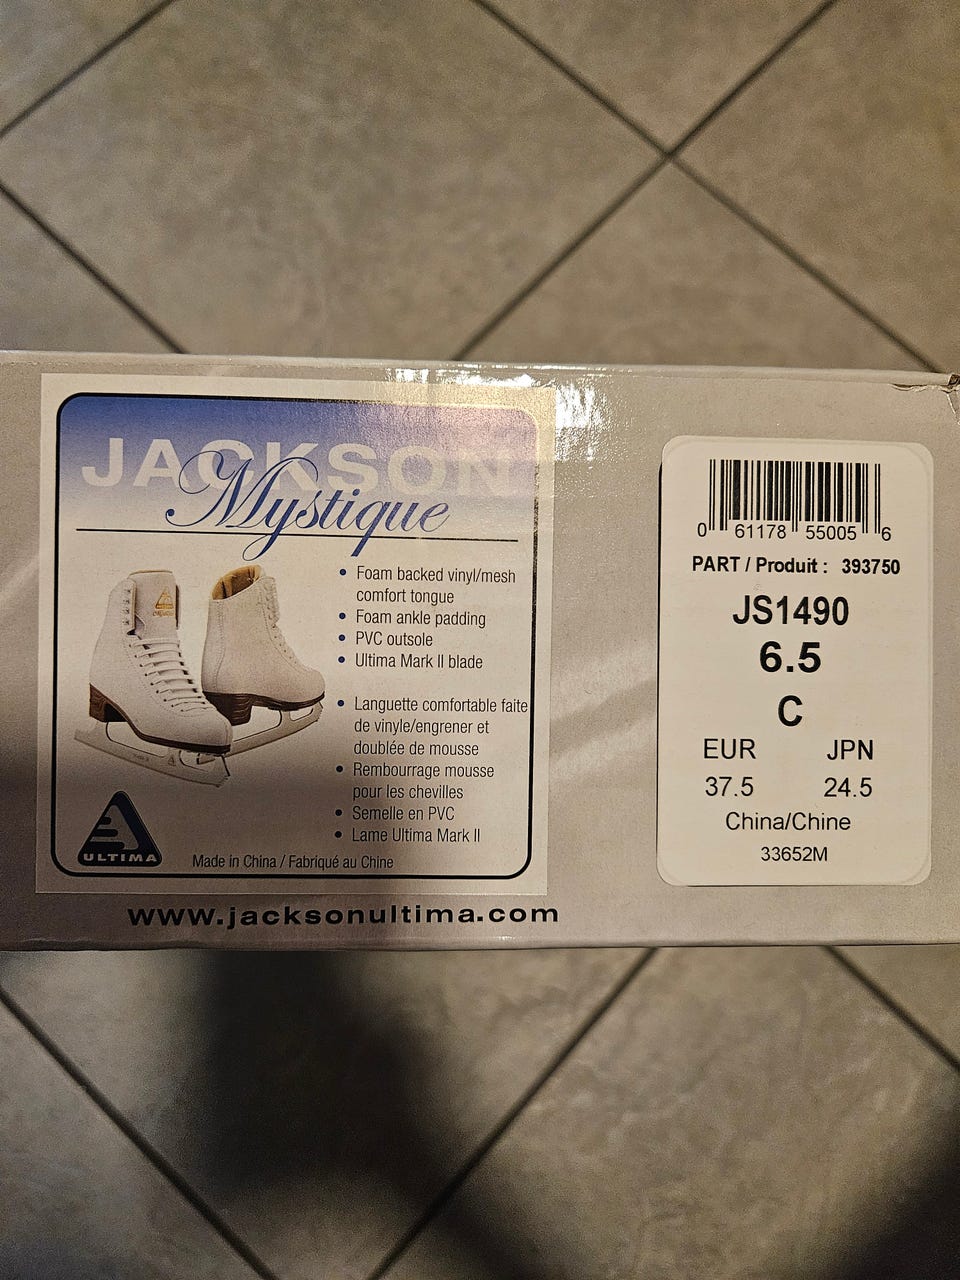 JACKSON
Mystique
• Foam backed vinyl/mesh
comfort tongue
• Foam ankle padding
• PVC outsole
• Ultima Mark II blade
• Languette comfortable faite
de vinyle/engrener et
doublée de mousse
• Rembourrage mousse
pour les chevilles
• Semelle en PVC
• Lame Ultima Mark II
ULTIMA
Made in China / Fabriqué au Chine
www.jacksonultima.com
0 61178 55005 6
PART / Produit : 393750
JS1490
6.5
C
EUR JPN
37.5 24.5
China/Chine
33652M